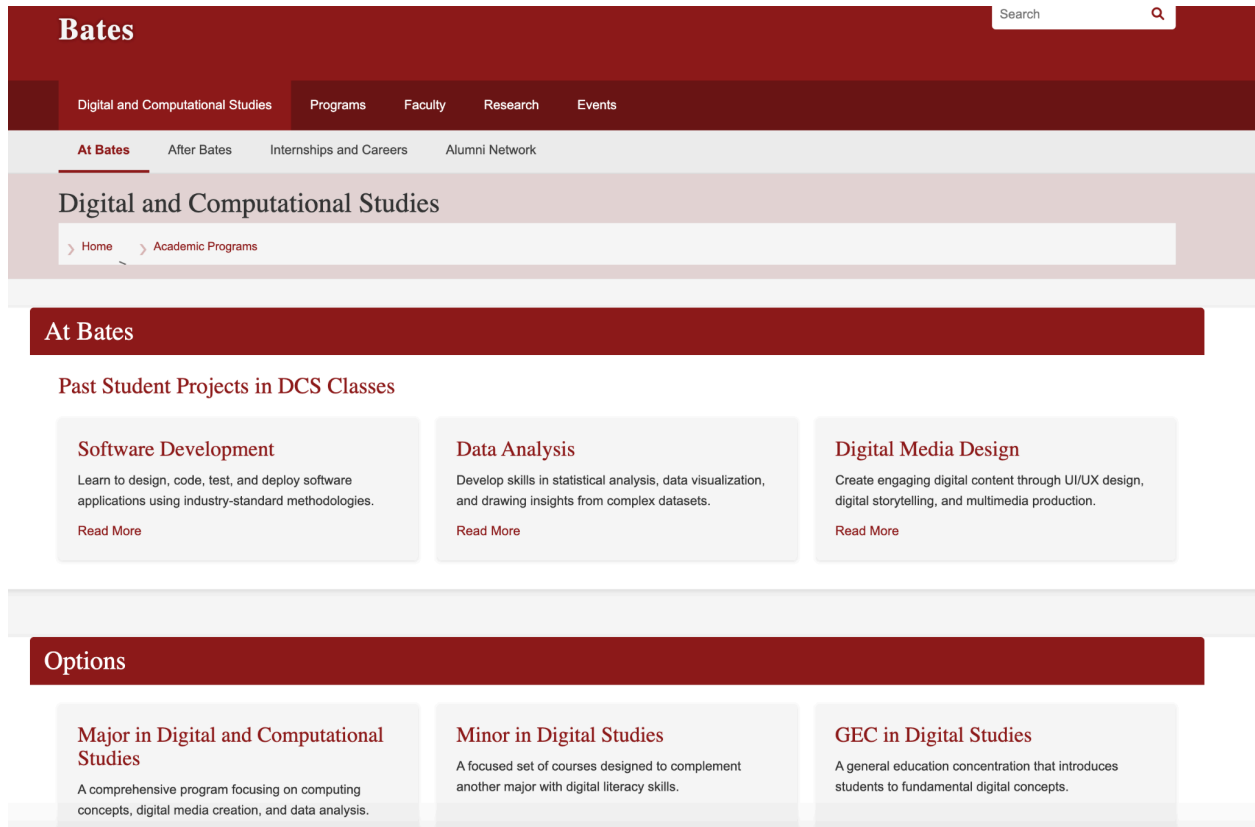 Bates
Search
Digital and Computational Studies Programs Faculty Research Events
At Bates After Bates Internships and Careers Alumni Network
Digital and Computational Studies
Home Academic Programs
At Bates
Past Student Projects in DCS Classes
Software Development
Learn to design, code, test, and deploy software
applications using industry-standard methodologies.
Read More
Data Analysis
Develop skills in statistical analysis, data visualization,
and drawing insights from complex datasets.
Read More
Digital Media Design
Create engaging digital content through UI/UX design,
digital storytelling, and multimedia production.
Read More
Options
Major in Digital and Computational
Studies
A comprehensive program focusing on computing
concepts, digital media creation, and data analysis.
Minor in Digital Studies
A focused set of courses designed to complement
another major with digital literacy skills.
GEC in Digital Studies
A general education concentration that introduces
students to fundamental digital concepts.